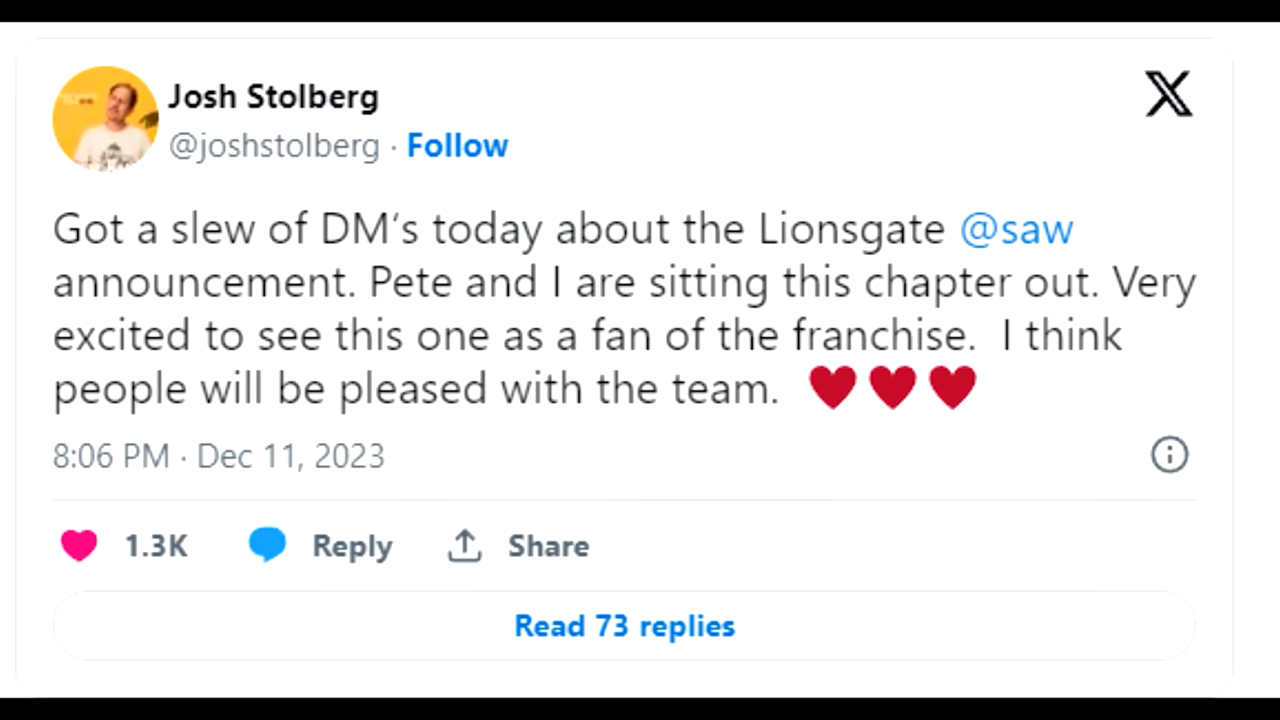 Josh Stolberg
@joshstolberg · Follow
Got a slew of DM‘s today about the Lionsgate @saw
announcement. Pete and I are sitting this chapter out. Very
excited to see this one as a fan of the franchise.  I think
people will be pleased with the team.  ♥♥♥
8:06 PM · Dec 11, 2023
1.3K Reply Share
Read 73 replies